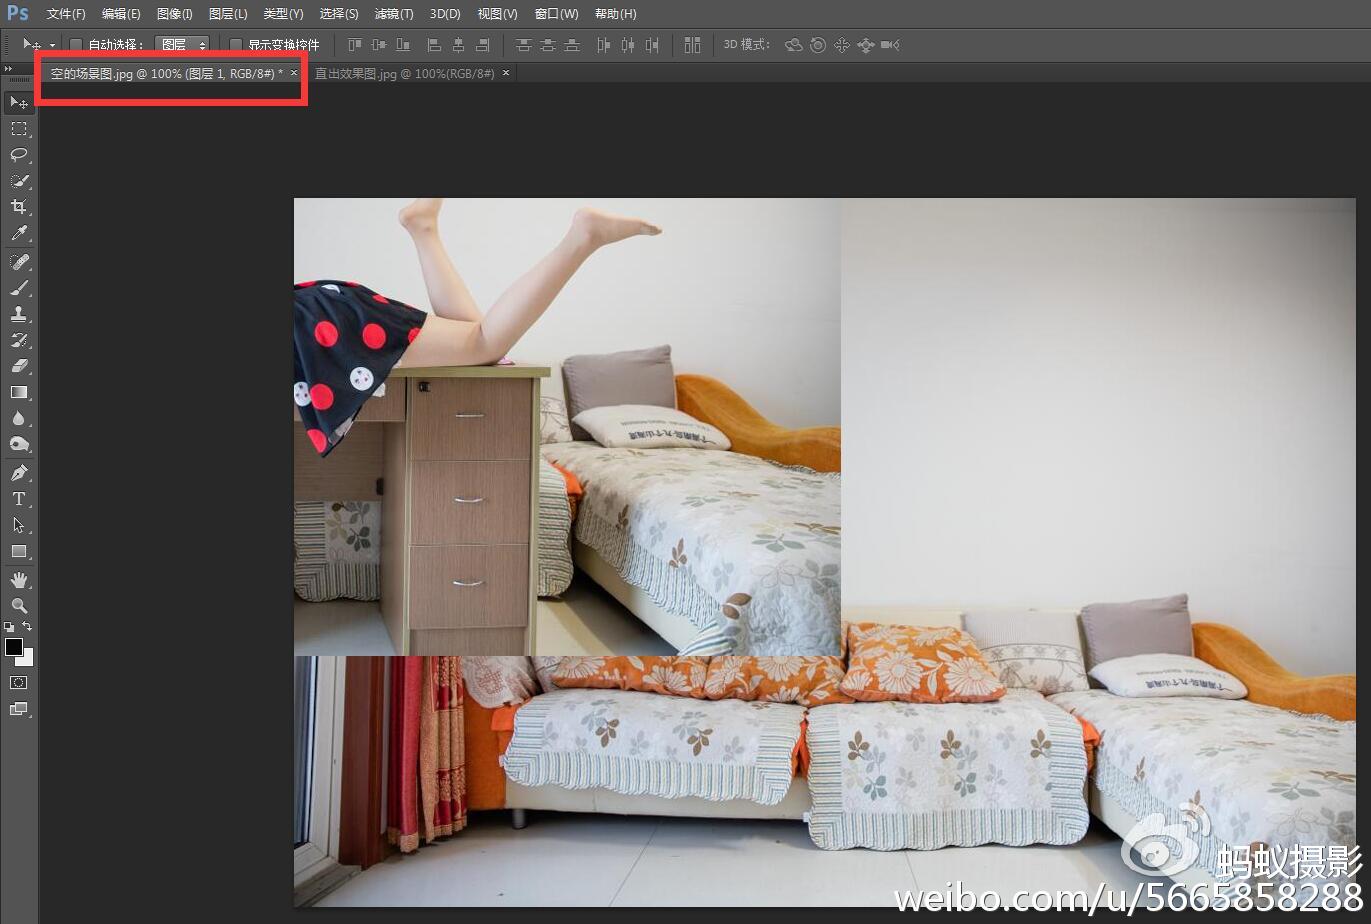 Ps 文件(F) 编辑(E) 图像(I) 图层(L) 类型(Y) 选择(S) 滤镜(T) 3D(D) 视图(V) 窗口(W) 帮助(H)
自动选择： 图层 显示变换控件 3D 模式：
空的场景图.jpg @ 100% (图层 1, RGB/8#) * × 直出效果图.jpg @ 100%(RGB/8#) ×
T
蚂蚁摄影
weibo.com/u/5665858288